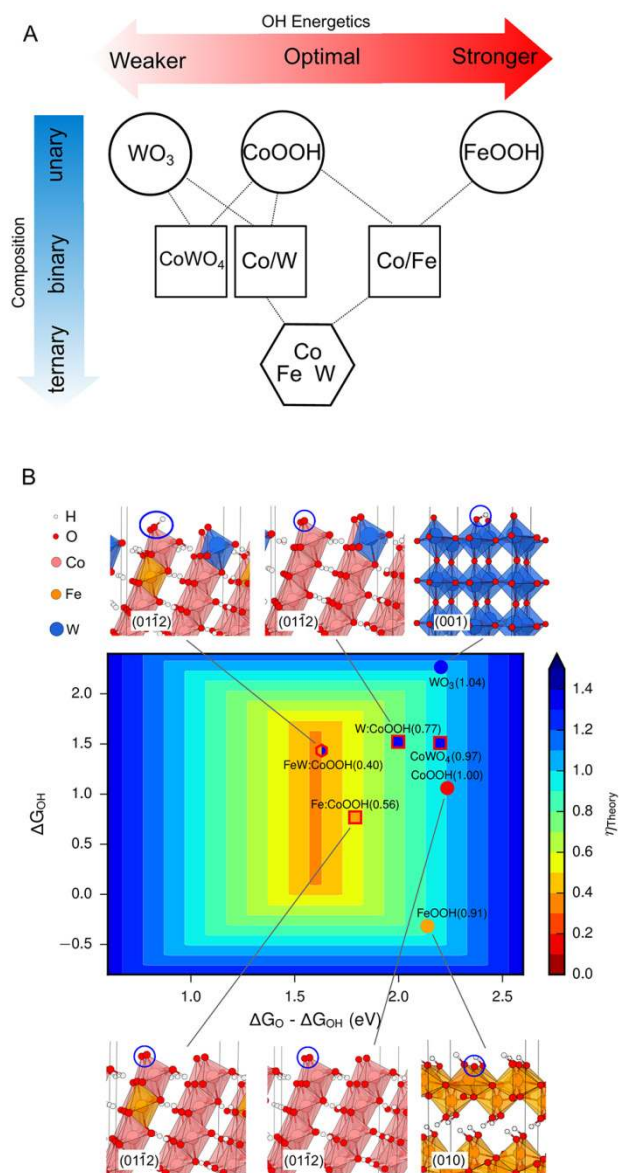 A
OH Energetics
Weaker Optimal Stronger
Composition
unary
binary
ternary
WO₃ CoOOH FeOOH
CoWO₄ Co/W Co/Fe
Co
Fe W
B
H
O
Co
Fe
W
(011̄2) (011̄2) (001)
WO₃(1.04)
W:CoOOH(0.77)
FeW:CoOOH(0.40) CoWO₄(0.97)
CoOOH(1.00)
Fe:CoOOH(0.56)
FeOOH(0.91)
2.0
1.5
1.0
0.5
0.0
−0.5
ΔG_OH
1.0 1.5 2.0 2.5
ΔG_O - ΔG_OH (eV)
1.4
1.2
1.0
0.8
0.6
0.4
0.2
0.0
η_Theory
(011̄2) (011̄2) (010)